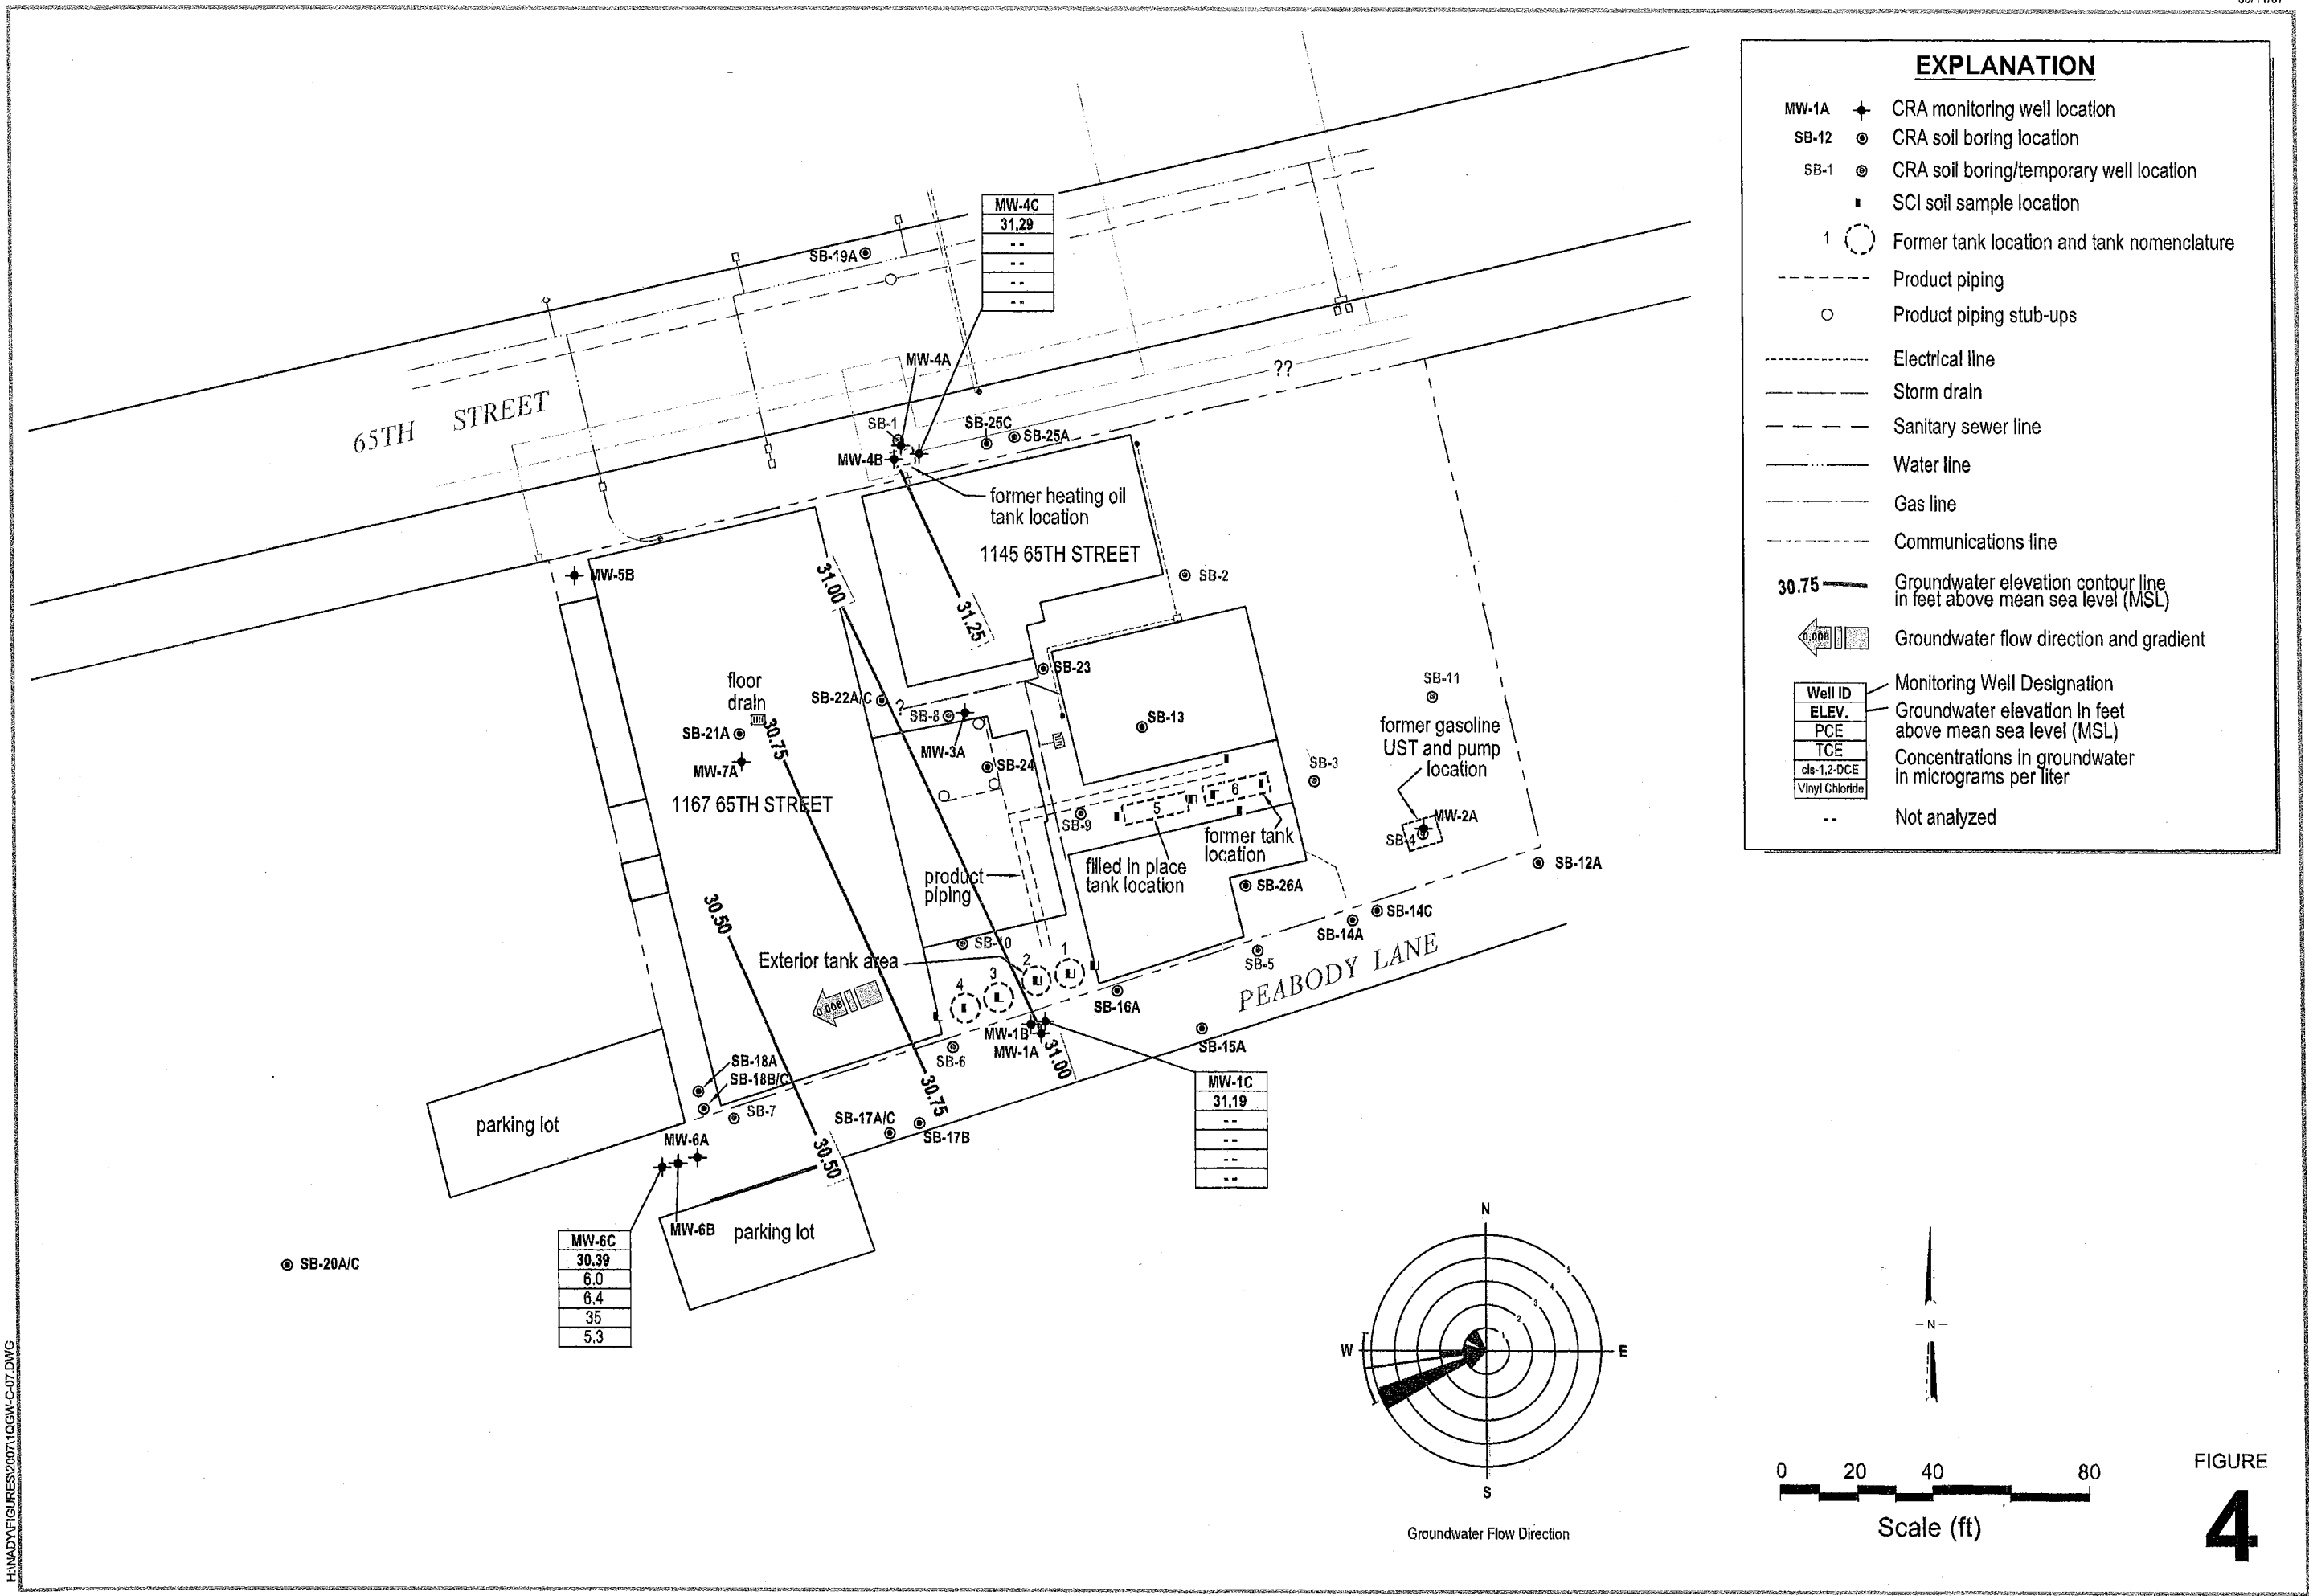 EXPLANATION
MW-1A CRA monitoring well location
SB-12 CRA soil boring location
SB-1 CRA soil boring/temporary well location
SCI soil sample location
1 Former tank location and tank nomenclature
Product piping
Product piping stub-ups
Electrical line
Storm drain
Sanitary sewer line
Water line
Gas line
Communications line
30.75 Groundwater elevation contour line
in feet above mean sea level (MSL)
0.008 Groundwater flow direction and gradient
Well ID Monitoring Well Designation
ELEV. Groundwater elevation in feet
above mean sea level (MSL)
PCE
TCE
cis-1,2-DCE
Vinyl Chloride
Concentrations in groundwater
in micrograms per liter
-- Not analyzed
MW-4C
31.29
--
--
--
--
SB-19A
65TH STREET
MW-4A
??
SB-1
SB-25C
SB-25A
MW-4B
former heating oil
tank location
1145 65TH STREET
MW-5B
31.00
31.25
SB-2
SB-23
floor
drain
SB-22A/C
?
SB-8
SB-11
SB-13
SB-21A
30.75
MW-3A
former gasoline
UST and pump
location
MW-7A
SB-24
SB-3
1167 65TH STREET
6
5
SB-9
MW-2A
SB-4
former tank
location
filled in place
tank location
SB-12A
product
piping
SB-26A
30.50
SB-14C
SB-14A
SB-10
Exterior tank area
1
2
3
4
SB-5
PEABODY LANE
0.008
SB-16A
MW-1B
MW-1A
SB-6
31.00
SB-15A
SB-18A
SB-18B/C
30.75
MW-1C
31.19
--
--
--
--
parking lot
SB-7
SB-17A/C
SB-17B
MW-6A
30.50
MW-6B
parking lot
MW-6C
30.39
6.0
6.4
35
5.3
SB-20A/C
N
W
E
S
1
2
3
4
5
Groundwater Flow Direction
-N-
0 20 40 80
Scale (ft)
FIGURE
4
H:\NADY\FIGURES\2007\1QGW-C-07.DWG